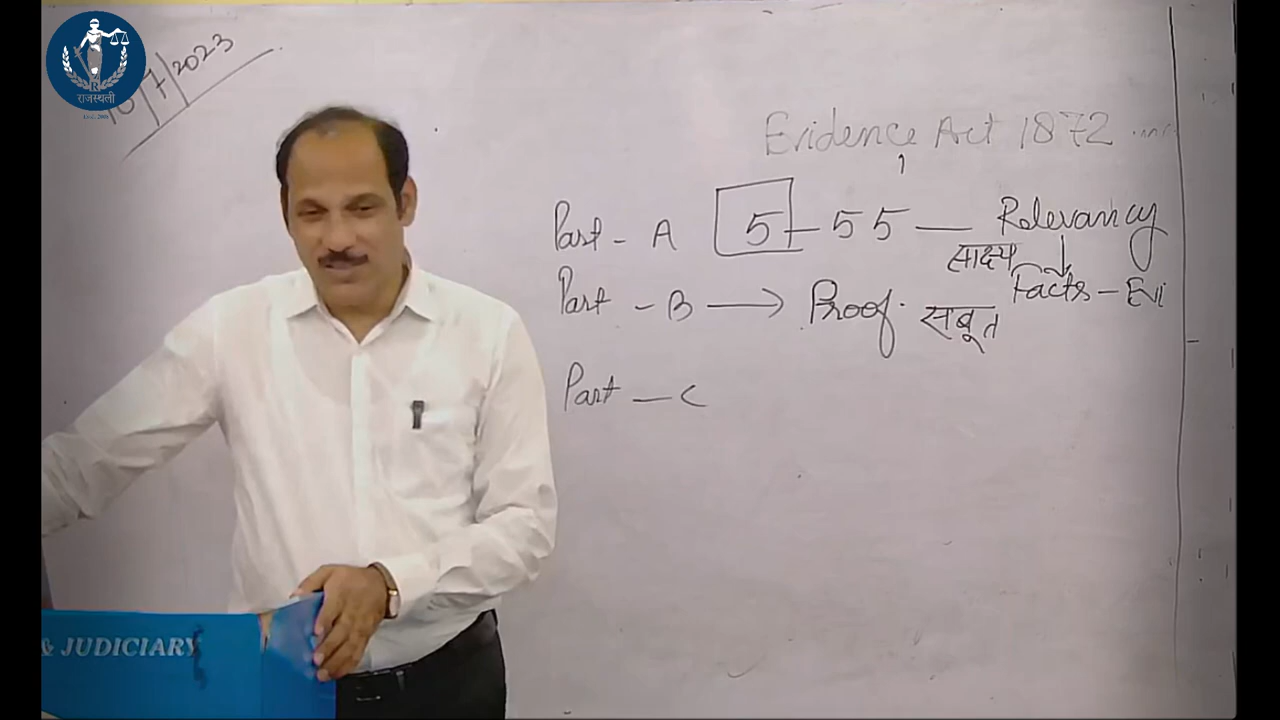 राजस्थली
10/7/2023
Evidence Act 1872
Part - A 5 - 55 — Relevancy
साक्ष्य Facts - Evi
Part - B → Proof. सबूत
Part - C
& JUDICIARY